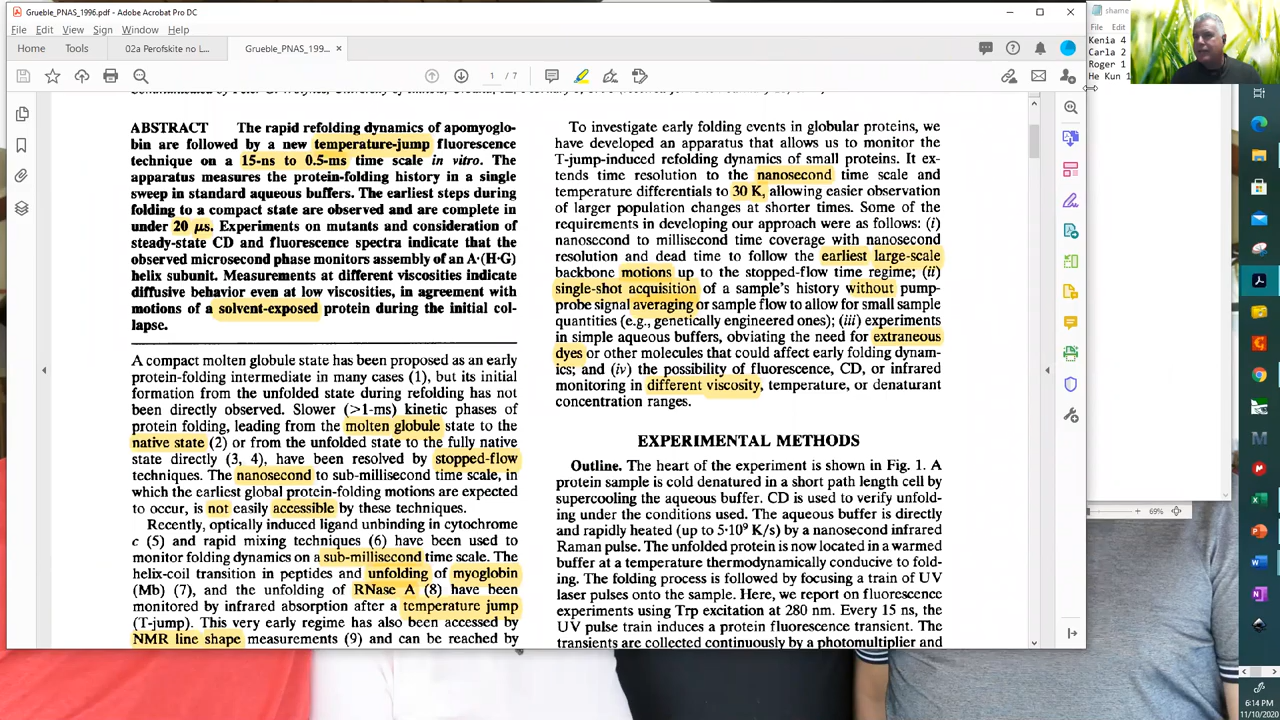 Grueble_PNAS_1996.pdf - Adobe Acrobat Pro DC
File Edit View Sign Window Help
Home Tools 02a Perofskite no L... Grueble_PNAS_199... ×
1 / 7
ABSTRACT The rapid refolding dynamics of apomyoglo-
bin are followed by a new temperature-jump fluorescence
technique on a 15-ns to 0.5-ms time scale in vitro. The
apparatus measures the protein-folding history in a single
sweep in standard aqueous buffers. The earliest steps during
folding to a compact state are observed and are complete in
under 20 μs. Experiments on mutants and consideration of
steady-state CD and fluorescence spectra indicate that the
observed microsecond phase monitors assembly of an A·(H·G)
helix subunit. Measurements at different viscosities indicate
diffusive behavior even at low viscosities, in agreement with
motions of a solvent-exposed protein during the initial col-
lapse.
A compact molten globule state has been proposed as an early
protein-folding intermediate in many cases (1), but its initial
formation from the unfolded state during refolding has not
been directly observed. Slower (>1-ms) kinetic phases of
protein folding, leading from the molten globule state to the
native state (2) or from the unfolded state to the fully native
state directly (3, 4), have been resolved by stopped-flow
techniques. The nanosecond to sub-millisecond time scale, in
which the earliest global protein-folding motions are expected
to occur, is not easily accessible by these techniques.
Recently, optically induced ligand unbinding in cytochrome
c (5) and rapid mixing techniques (6) have been used to
monitor folding dynamics on a sub-millisecond time scale. The
helix-coil transition in peptides and unfolding of myoglobin
(Mb) (7), and the unfolding of RNase A (8) have been
monitored by infrared absorption after a temperature jump
(T-jump). This very early regime has also been accessed by
NMR line shape measurements (9) and can be reached by
To investigate early folding events in globular proteins, we
have developed an apparatus that allows us to monitor the
T-jump-induced refolding dynamics of small proteins. It ex-
tends time resolution to the nanosecond time scale and
temperature differentials to 30 K, allowing easier observation
of larger population changes at shorter times. Some of the
requirements in developing our approach were as follows: (i)
nanosecond to millisecond time coverage with nanosecond
resolution and dead time to follow the earliest large-scale
backbone motions up to the stopped-flow time regime; (ii)
single-shot acquisition of a sample's history without pump-
probe signal averaging or sample flow to allow for small sample
quantities (e.g., genetically engineered ones); (iii) experiments
in simple aqueous buffers, obviating the need for extraneous
dyes or other molecules that could affect early folding dynam-
ics; and (iv) the possibility of fluorescence, CD, or infrared
monitoring in different viscosity, temperature, or denaturant
concentration ranges.
EXPERIMENTAL METHODS
Outline. The heart of the experiment is shown in Fig. 1. A
protein sample is cold denatured in a short path length cell by
supercooling the aqueous buffer. CD is used to verify unfold-
ing under the conditions used. The aqueous buffer is directly
and rapidly heated (up to 5·10⁹ K/s) by a nanosecond infrared
Raman pulse. The unfolded protein is now located in a warmed
buffer at a temperature thermodynamically conducive to fold-
ing. The folding process is followed by focusing a train of UV
laser pulses onto the sample. Here, we report on fluorescence
experiments using Trp excitation at 280 nm. Every 15 ns, the
UV pulse train induces a protein fluorescence transient. The
transients are collected continuously by a photomultiplier and
shame
File Edit
Kenia 4
Carla 2
Roger 1
He Kun 1
69%
6:14 PM
11/10/2020